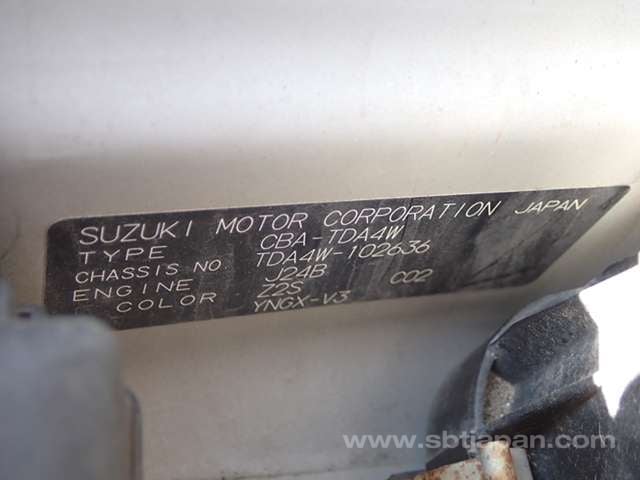 SUZUKI MOTOR CORPORATION JAPAN
TYPE CBA-TDA4W
CHASSIS NO TDA4W-102636
ENGINE J24B
COLOR Z2S C02
YNGX-V3
www.sbtjapan.com